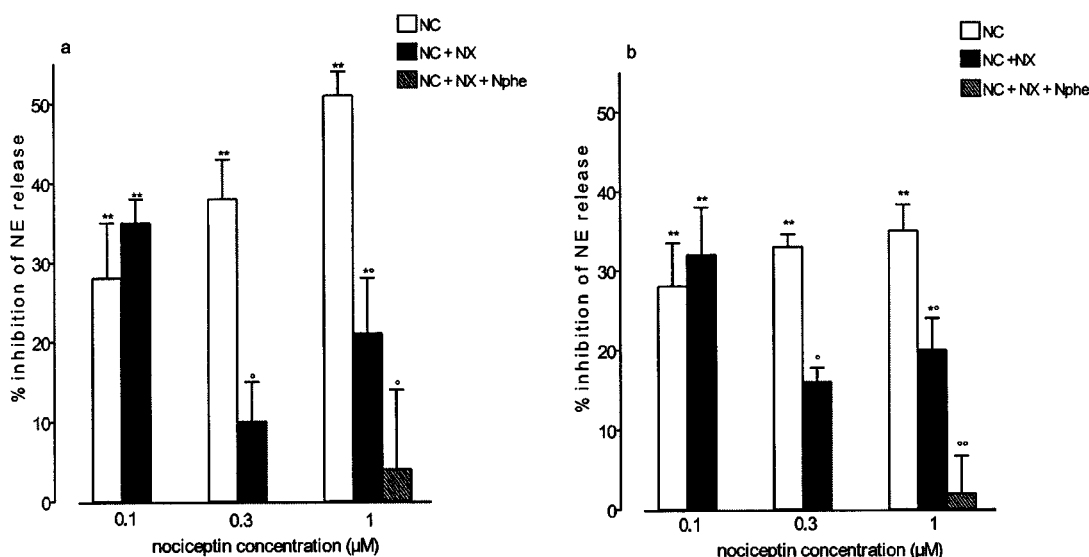 a
NC
NC + NX
NC + NX + Nphe
% inhibition of NE release
50
40
30
20
10
0
** ** ** ** *° ° °
0.1 0.3 1
nociceptin concentration (µM)
b
NC
NC +NX
NC + NX + Nphe
% inhibition of NE release
50
40
30
20
10
0
** ** ** ** *° ° °°
0.1 0.3 1
nociceptin concentration (µM)